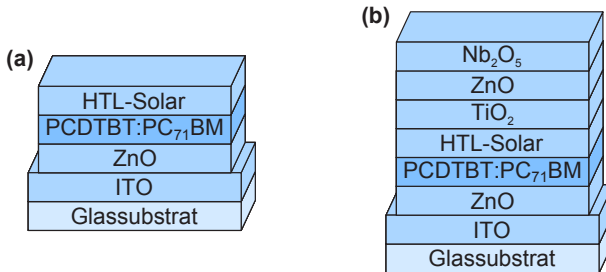 (a)
HTL-Solar
PCDTBT:PC₇₁BM
ZnO
ITO
Glassubstrat
(b)
Nb₂O₅
ZnO
TiO₂
HTL-Solar
PCDTBT:PC₇₁BM
ZnO
ITO
Glassubstrat